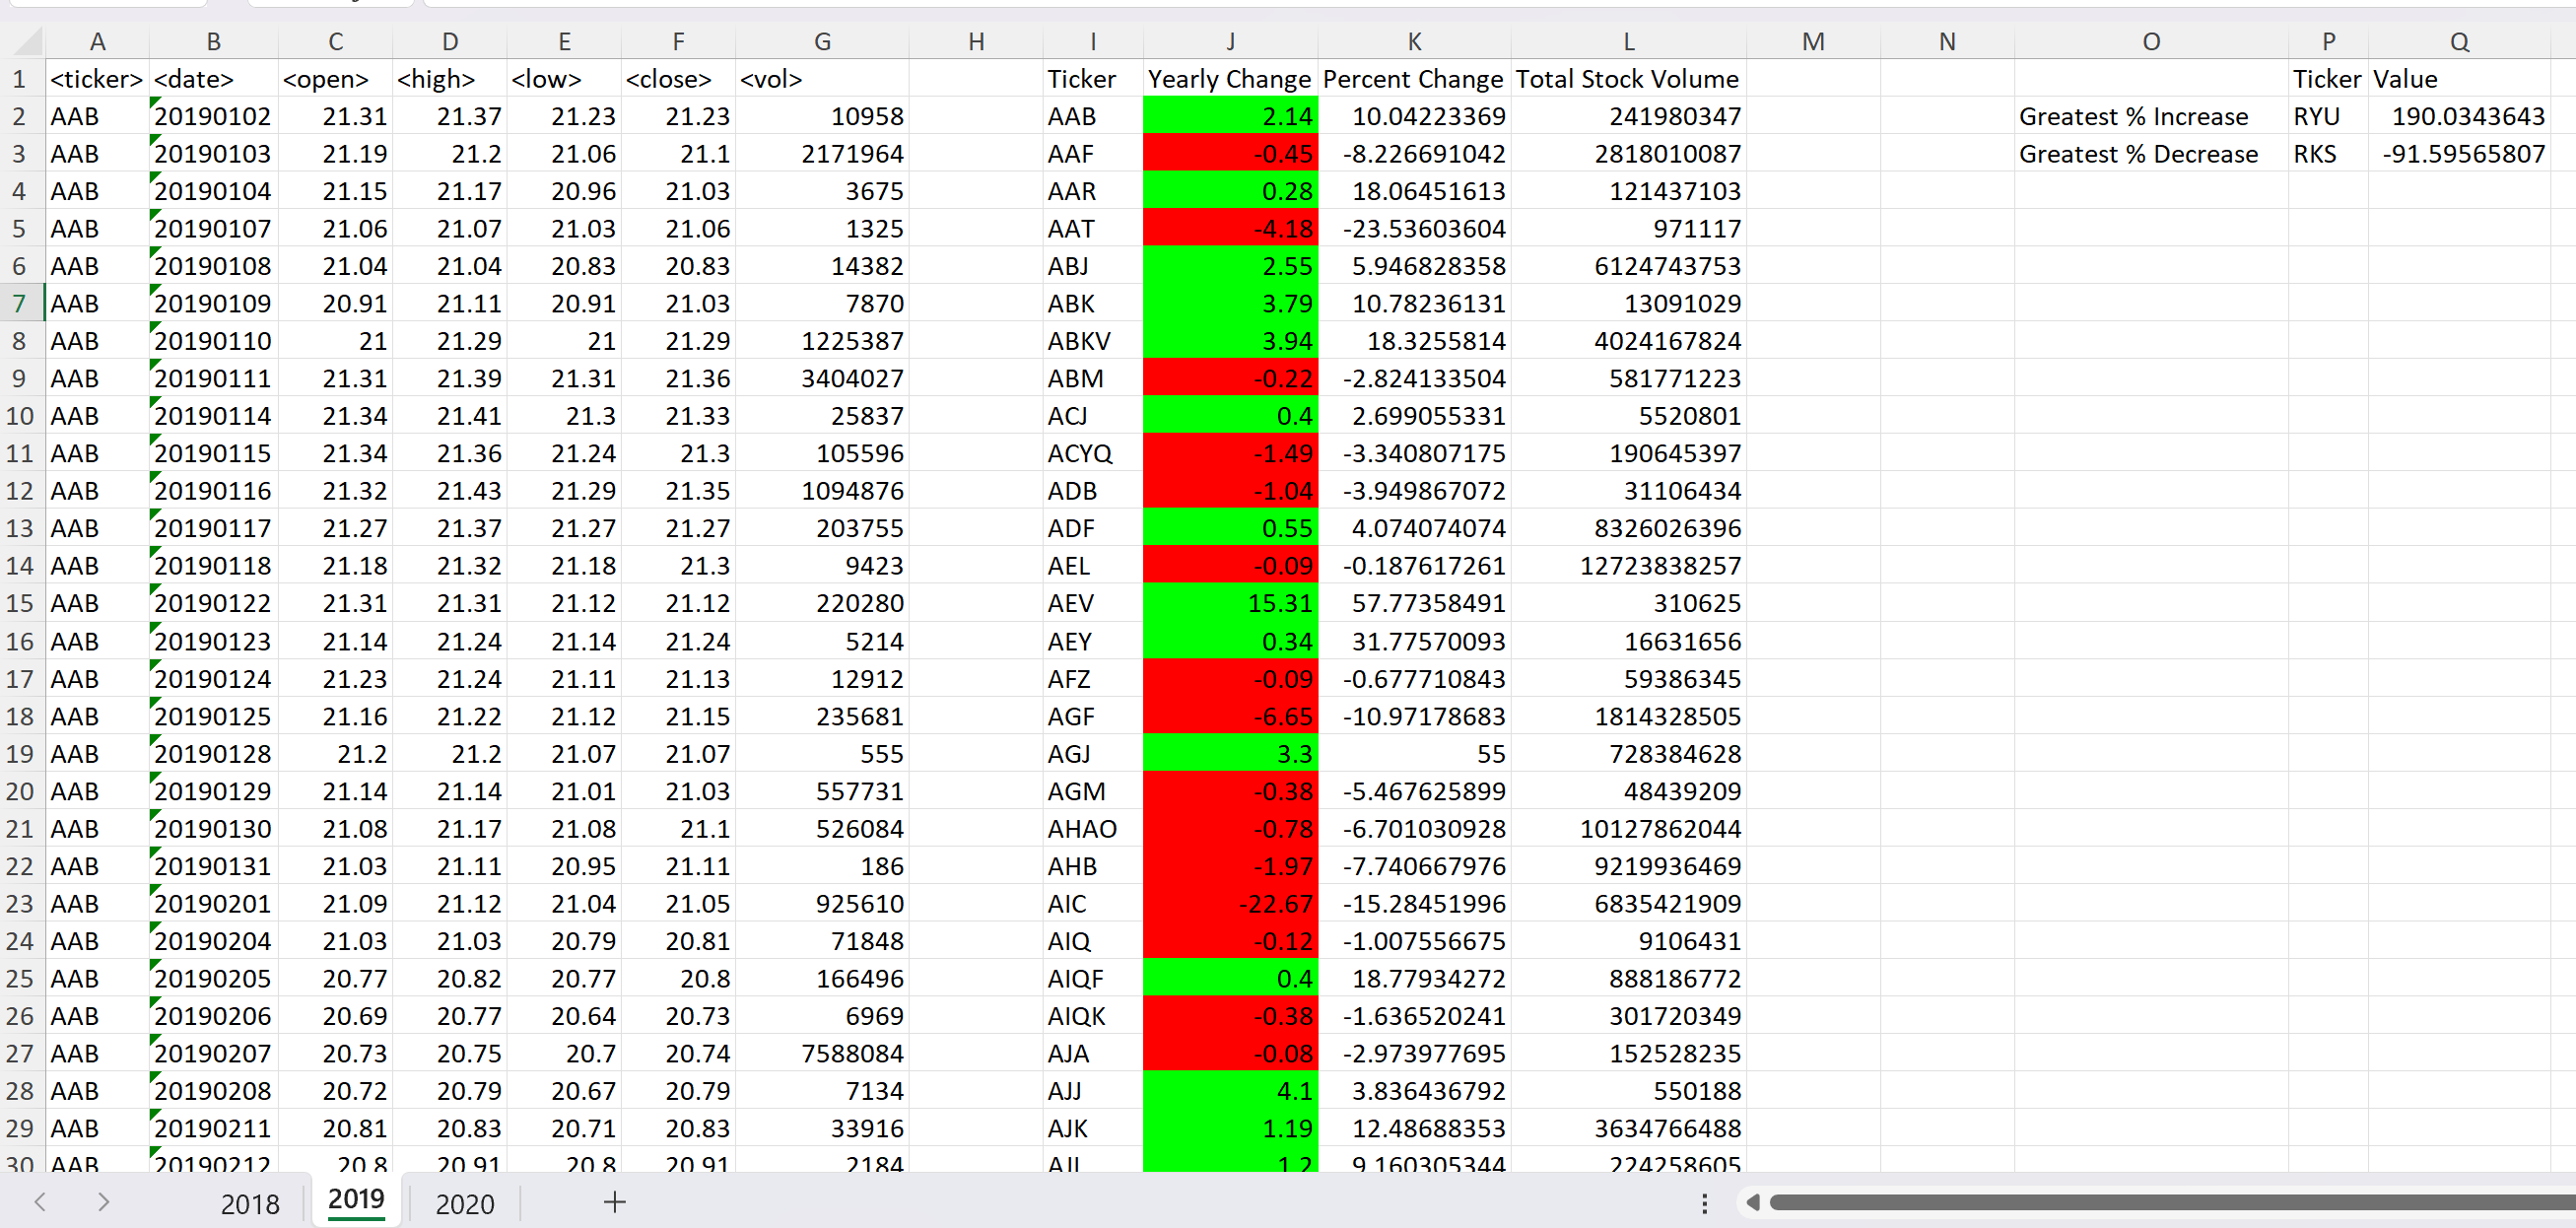 A B C D E F G H I J K L M N O P Q
1 <ticker> <date> <open> <high> <low> <close> <vol> Ticker Yearly Change Percent Change Total Stock Volume Ticker Value
2 AAB 20190102 21.31 21.37 21.23 21.23 10958 AAB 2.14 10.04223369 241980347 Greatest % Increase RYU 190.0343643
3 AAB 20190103 21.19 21.2 21.06 21.1 2171964 AAF -0.45 -8.226691042 2818010087 Greatest % Decrease RKS -91.59565807
4 AAB 20190104 21.15 21.17 20.96 21.03 3675 AAR 0.28 18.06451613 121437103
5 AAB 20190107 21.06 21.07 21.03 21.06 1325 AAT -4.18 -23.53603604 971117
6 AAB 20190108 21.04 21.04 20.83 20.83 14382 ABJ 2.55 5.946828358 6124743753
7 AAB 20190109 20.91 21.11 20.91 21.03 7870 ABK 3.79 10.78236131 13091029
8 AAB 20190110 21 21.29 21 21.29 1225387 ABKV 3.94 18.3255814 4024167824
9 AAB 20190111 21.31 21.39 21.31 21.36 3404027 ABM -0.22 -2.824133504 581771223
10 AAB 20190114 21.34 21.41 21.3 21.33 25837 ACJ 0.4 2.699055331 5520801
11 AAB 20190115 21.34 21.36 21.24 21.3 105596 ACYQ -1.49 -3.340807175 190645397
12 AAB 20190116 21.32 21.43 21.29 21.35 1094876 ADB -1.04 -3.949867072 31106434
13 AAB 20190117 21.27 21.37 21.27 21.27 203755 ADF 0.55 4.074074074 8326026396
14 AAB 20190118 21.18 21.32 21.18 21.3 9423 AEL -0.09 -0.187617261 12723838257
15 AAB 20190122 21.31 21.31 21.12 21.12 220280 AEV 15.31 57.77358491 310625
16 AAB 20190123 21.14 21.24 21.14 21.24 5214 AEY 0.34 31.77570093 16631656
17 AAB 20190124 21.23 21.24 21.11 21.13 12912 AFZ -0.09 -0.677710843 59386345
18 AAB 20190125 21.16 21.22 21.12 21.15 235681 AGF -6.65 -10.97178683 1814328505
19 AAB 20190128 21.2 21.2 21.07 21.07 555 AGJ 3.3 55 728384628
20 AAB 20190129 21.14 21.14 21.01 21.03 557731 AGM -0.38 -5.467625899 48439209
21 AAB 20190130 21.08 21.17 21.08 21.1 526084 AHAO -0.78 -6.701030928 10127862044
22 AAB 20190131 21.03 21.11 20.95 21.11 186 AHB -1.97 -7.740667976 9219936469
23 AAB 20190201 21.09 21.12 21.04 21.05 925610 AIC -22.67 -15.28451996 6835421909
24 AAB 20190204 21.03 21.03 20.79 20.81 71848 AIQ -0.12 -1.007556675 9106431
25 AAB 20190205 20.77 20.82 20.77 20.8 166496 AIQF 0.4 18.77934272 888186772
26 AAB 20190206 20.69 20.77 20.64 20.73 6969 AIQK -0.38 -1.636520241 301720349
27 AAB 20190207 20.73 20.75 20.7 20.74 7588084 AJA -0.08 -2.973977695 152528235
28 AAB 20190208 20.72 20.79 20.67 20.79 7134 AJJ 4.1 3.836436792 550188
29 AAB 20190211 20.81 20.83 20.71 20.83 33916 AJK 1.19 12.48688353 3634766488
30 AAB 20190212 20.8 20.91 20.8 20.91 2184 1.2 9.160305344 224258605
2018 2019 2020